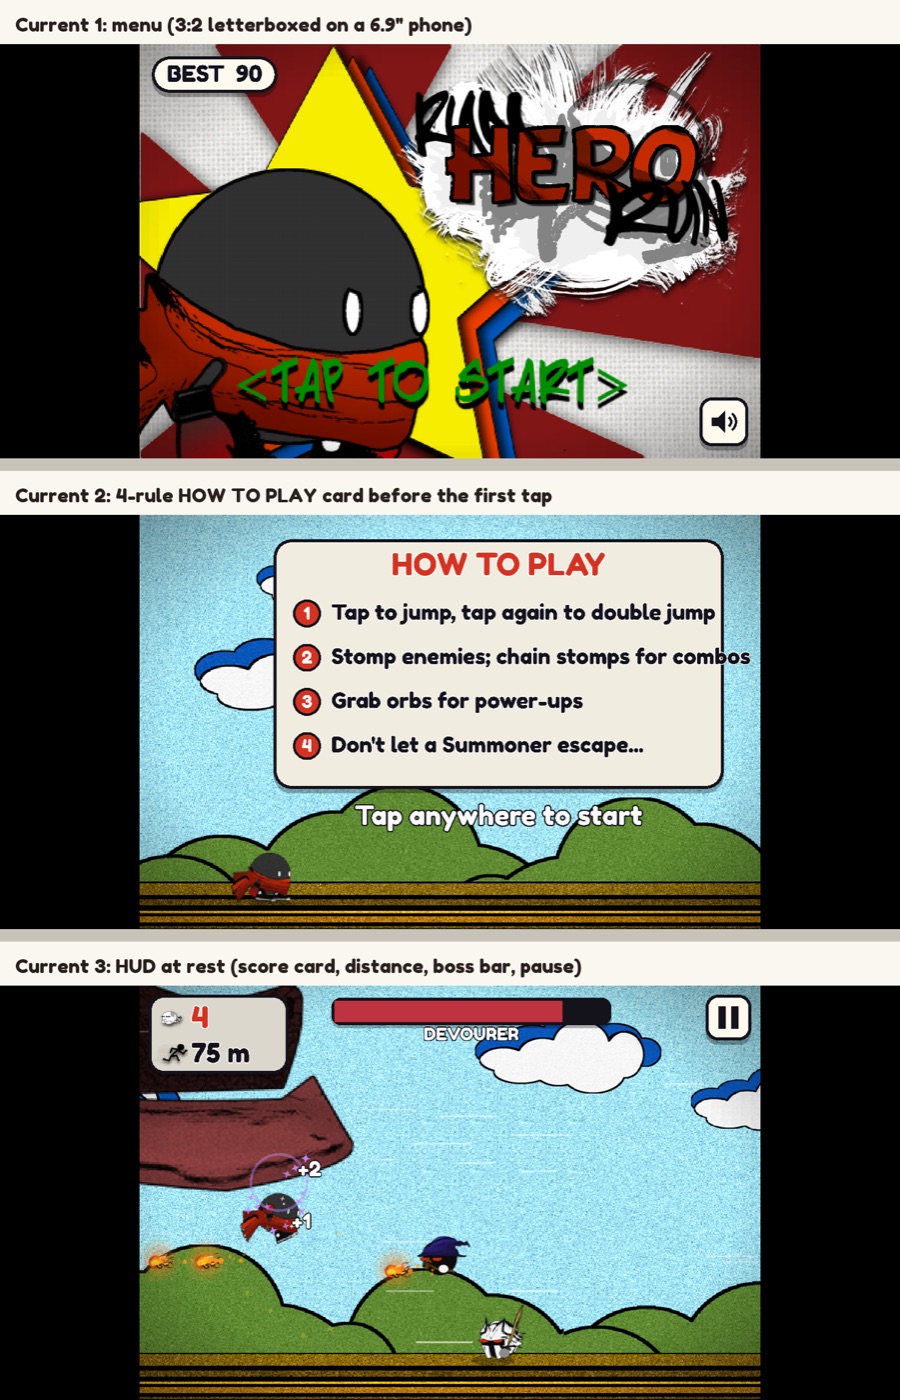 Current 1: menu (3:2 letterboxed on a 6.9" phone)
BEST 90
RUN
HERO
RUN
<TAP TO START>
Current 2: 4-rule HOW TO PLAY card before the first tap
HOW TO PLAY
1 Tap to jump, tap again to double jump
2 Stomp enemies; chain stomps for combos
3 Grab orbs for power-ups
4 Don't let a Summoner escape...
Tap anywhere to start
Current 3: HUD at rest (score card, distance, boss bar, pause)
4
75 m
DEVOURER
+2
+1